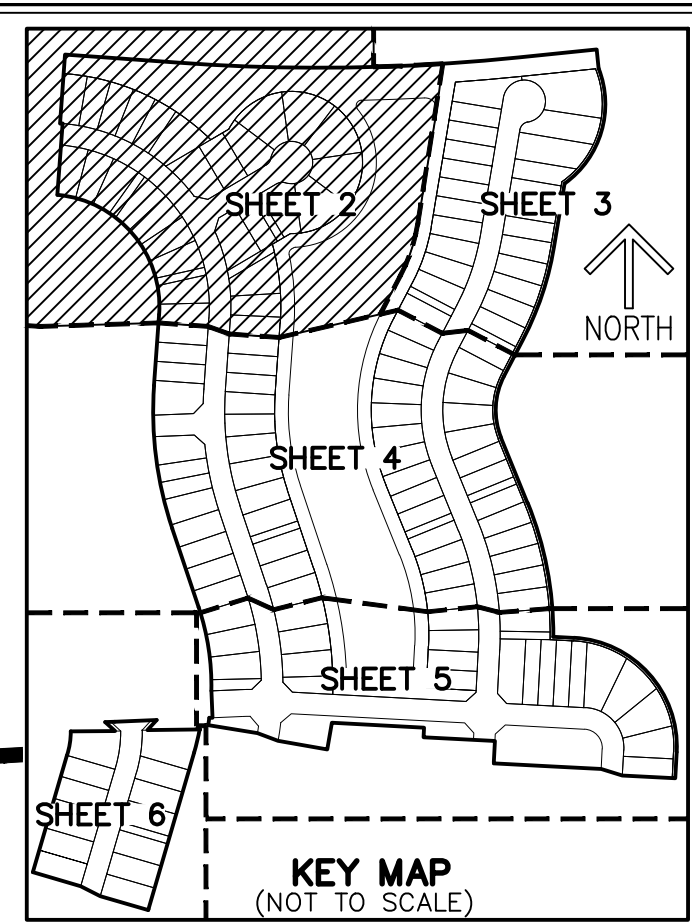 SHEET 2
SHEET 3
NORTH
SHEET 4
SHEET 5
SHEET 6
KEY MAP
(NOT TO SCALE)